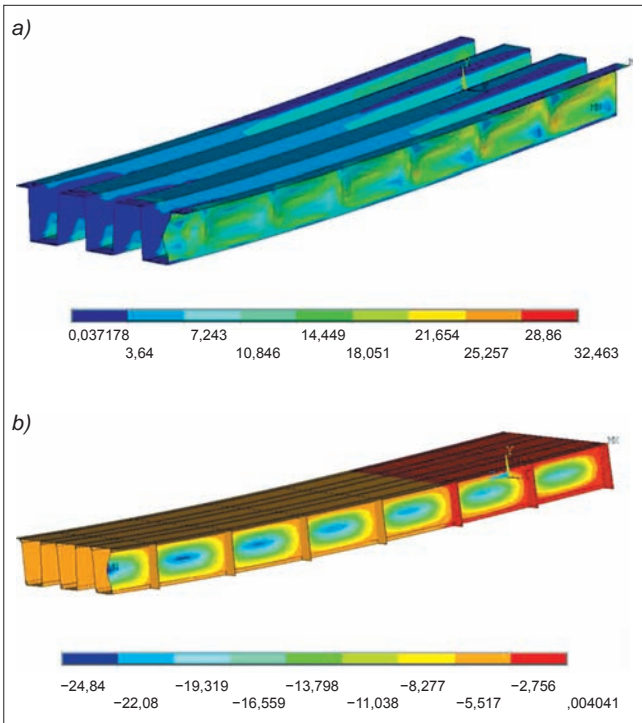 a)
MX
0,037178 7,243 14,449 21,654 28,86
3,64 10,846 18,051 25,257 32,463
b)
MX
Y
−24,84 −19,319 −13,798 −8,277 −2,756
−22,08 −16,559 −11,038 −5,517 ,004041